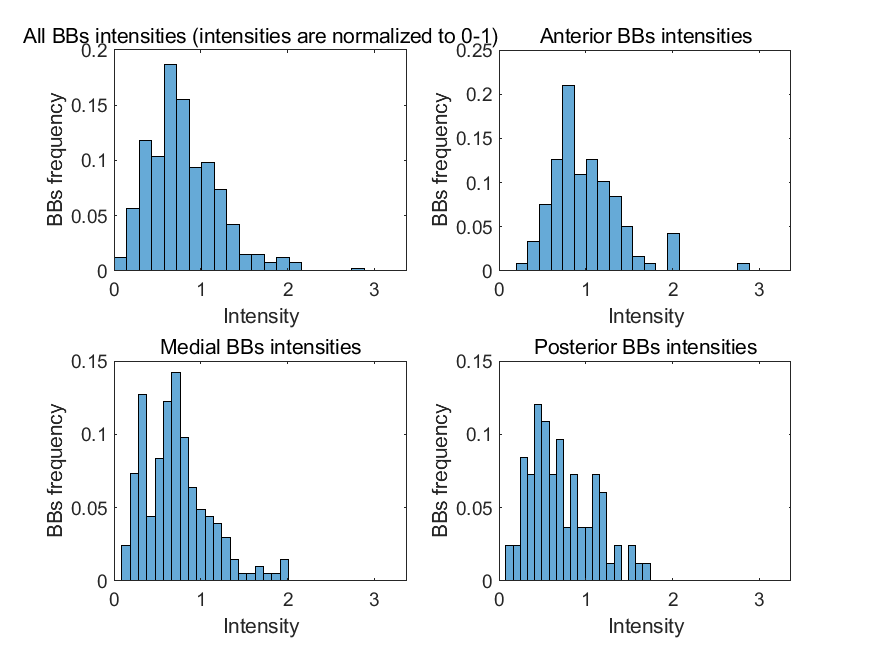 All BBs intensities (intensities are normalized to 0-1)
0.2
0.15
0.1
0.05
0
BBs frequency
0 1 2 3
Intensity
Anterior BBs intensities
0.25
0.2
0.15
0.1
0.05
0
BBs frequency
0 1 2 3
Intensity
Medial BBs intensities
0.15
0.1
0.05
0
BBs frequency
0 1 2 3
Intensity
Posterior BBs intensities
0.15
0.1
0.05
0
BBs frequency
0 1 2 3
Intensity